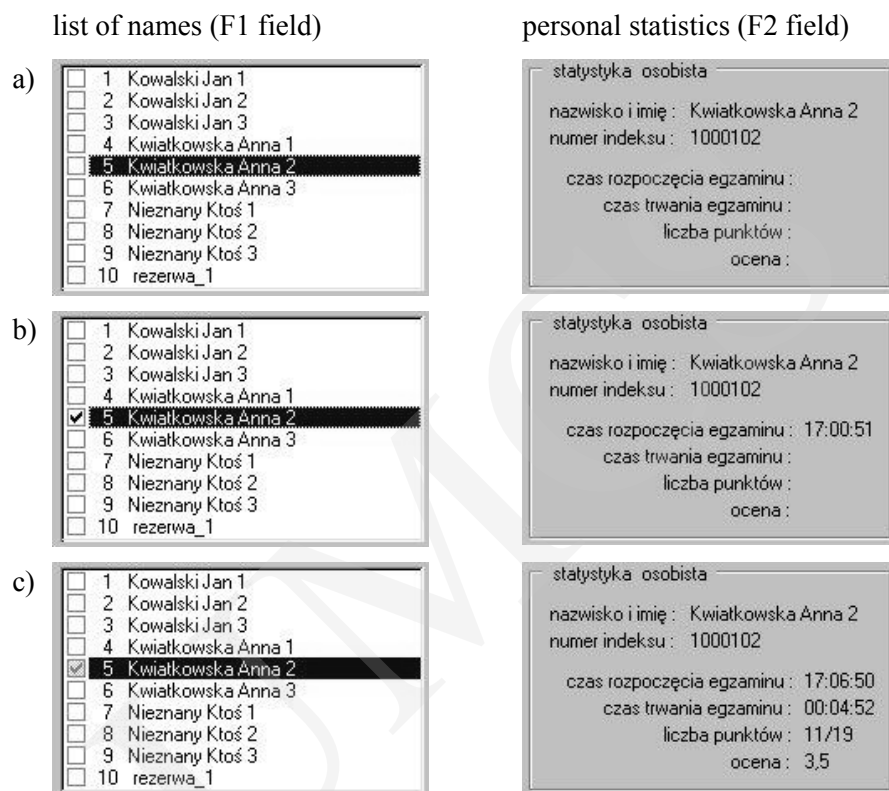 list of names (F1 field)
personal statistics (F2 field)
a)
1 Kowalski Jan 1
2 Kowalski Jan 2
3 Kowalski Jan 3
4 Kwiatkowska Anna 1
5 Kwiatkowska Anna 2
6 Kwiatkowska Anna 3
7 Nieznany Ktoś 1
8 Nieznany Ktoś 2
9 Nieznany Ktoś 3
10 rezerwa_1
statystyka osobista
nazwisko i imię : Kwiatkowska Anna 2
numer indeksu : 1000102
czas rozpoczęcia egzaminu :
czas trwania egzaminu :
liczba punktów :
ocena :
b)
1 Kowalski Jan 1
2 Kowalski Jan 2
3 Kowalski Jan 3
4 Kwiatkowska Anna 1
5 Kwiatkowska Anna 2
6 Kwiatkowska Anna 3
7 Nieznany Ktoś 1
8 Nieznany Ktoś 2
9 Nieznany Ktoś 3
10 rezerwa_1
statystyka osobista
nazwisko i imię : Kwiatkowska Anna 2
numer indeksu : 1000102
czas rozpoczęcia egzaminu : 17:00:51
czas trwania egzaminu :
liczba punktów :
ocena :
c)
1 Kowalski Jan 1
2 Kowalski Jan 2
3 Kowalski Jan 3
4 Kwiatkowska Anna 1
5 Kwiatkowska Anna 2
6 Kwiatkowska Anna 3
7 Nieznany Ktoś 1
8 Nieznany Ktoś 2
9 Nieznany Ktoś 3
10 rezerwa_1
statystyka osobista
nazwisko i imię : Kwiatkowska Anna 2
numer indeksu : 1000102
czas rozpoczęcia egzaminu : 17:06:50
czas trwania egzaminu : 00:04:52
liczba punktów : 11/19
ocena : 3,5